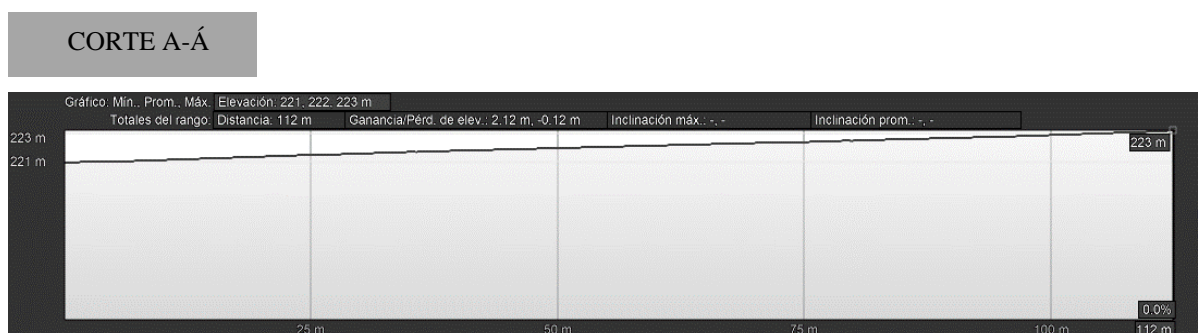 CORTE A-Á
Gráfico: Mín., Prom., Máx. Elevación: 221, 222, 223 m
Totales del rango: Distancia: 112 m Ganancia/Pérd. de elev.: 2.12 m, -0.12 m Inclinación máx.: -, - Inclinación prom.: -, -
223 m
223 m
221 m
0.0%
25 m 50 m 75 m 100 m 112 m